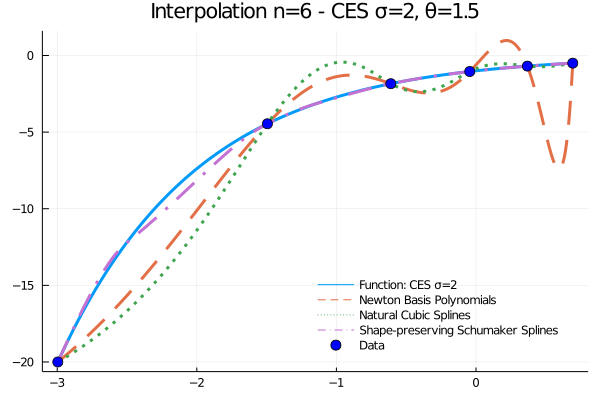 Interpolation n=6 - CES σ=2, θ=1.5
0
−5
−10
−15
−20
−3
−2
−1
0
Function: CES σ=2
Newton Basis Polynomials
Natural Cubic Splines
Shape-preserving Schumaker Splines
Data